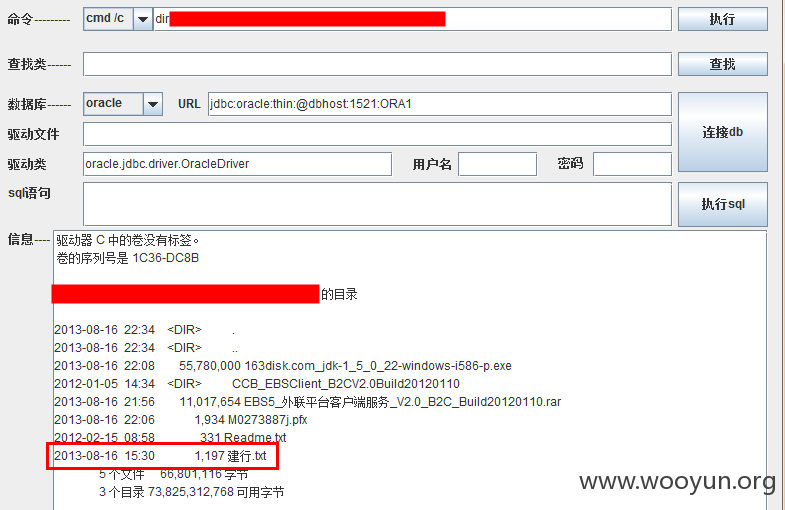 命令--------- cmd /c dir 执行
查找类------ 查找
数据库------ oracle URL jdbc:oracle:thin:@dbhost:1521:ORA1 连接db
驱动文件
驱动类 oracle.jdbc.driver.OracleDriver 用户名 密码
sql语句 执行sql
信息---- 驱动器 C 中的卷没有标签。
卷的序列号是 1C36-DC8B
的目录
2013-08-16 22:34 <DIR> .
2013-08-16 22:34 <DIR> ..
2013-08-16 22:08 55,780,000 163disk.com_jdk-1_5_0_22-windows-i586-p.exe
2012-01-05 14:34 <DIR> CCB_EBSClient_B2CV2.0Build20120110
2013-08-16 21:56 11,017,654 EBS5_外联平台客户端服务_V2.0_B2C_Build20120110.rar
2013-08-16 22:06 1,934 M0273887j.pfx
2012-02-15 08:58 331 Readme.txt
2013-08-16 15:30 1,197 建行.txt
5 个文件 66,801,116 字节
3 个目录 73,825,312,768 可用字节
www.wooyun.org